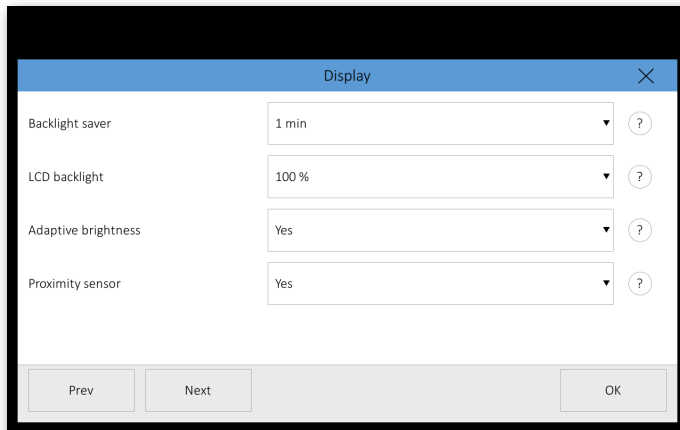 Display
Backlight saver 1 min ?
LCD backlight 100 % ?
Adaptive brightness Yes ?
Proximity sensor Yes ?
Prev Next OK